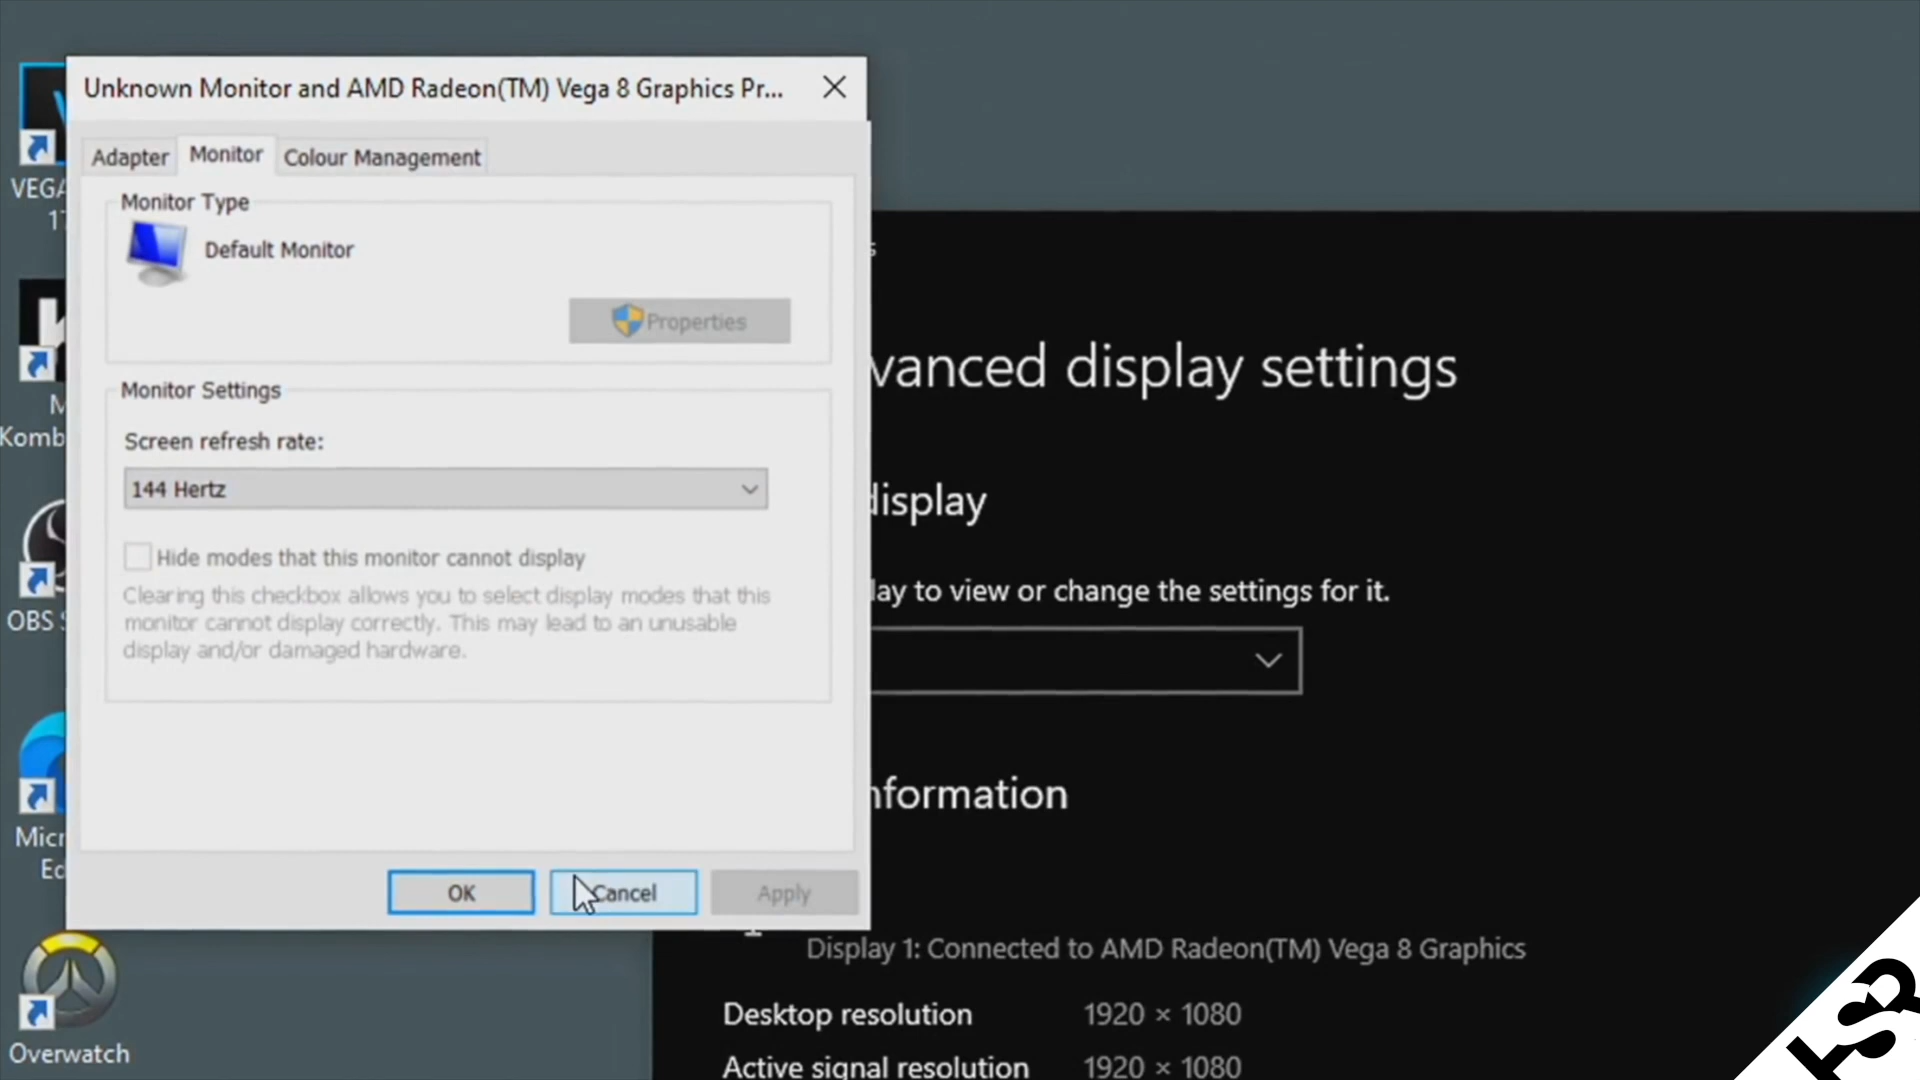 Unknown Monitor and AMD Radeon(TM) Vega 8 Graphics Pr...
Adapter
Monitor
Colour Management
Monitor Type
Default Monitor
Properties
Monitor Settings
Screen refresh rate:
144 Hertz
Hide modes that this monitor cannot display
Clearing this checkbox allows you to select display modes that this
monitor cannot display correctly. This may lead to an unusable
display and/or damaged hardware.
OK
Cancel
Apply
VEGA
Komb
OBS S
Micr
Ed
Overwatch
vanced display settings
display
lay to view or change the settings for it.
nformation
Display 1: Connected to AMD Radeon(TM) Vega 8 Graphics
Desktop resolution
1920 × 1080
Active signal resolution
1920 × 1080